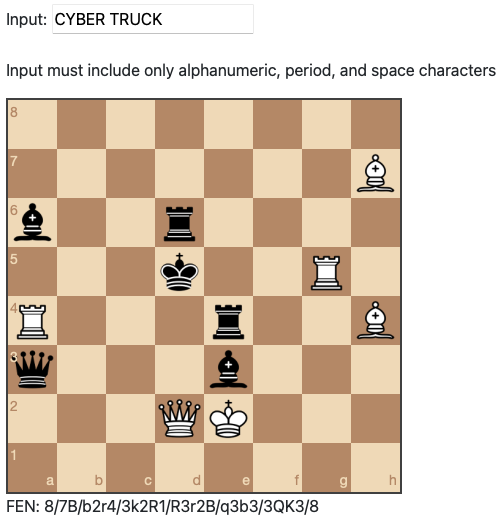 Input: CYBER TRUCK
Input must include only alphanumeric, period, and space characters
8
7
6
5
4
3
2
1
a b c d e f g h
FEN: 8/7B/b2r4/3k2R1/R3r2B/q3b3/3QK3/8